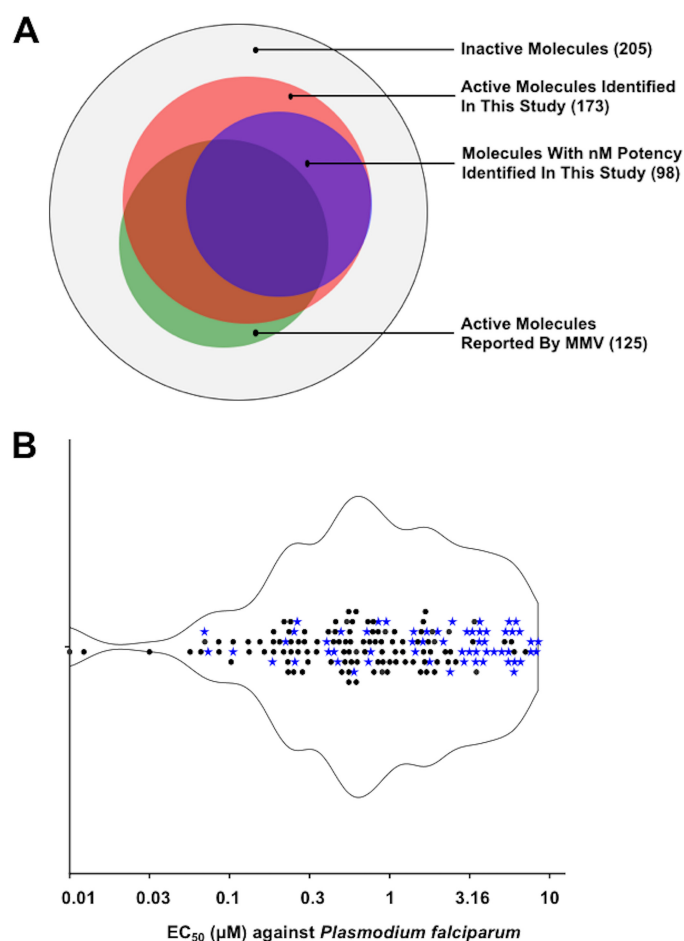 A
Inactive Molecules (205)
Active Molecules Identified
In This Study (173)
Molecules With nM Potency
Identified In This Study (98)
Active Molecules
Reported By MMV (125)
B
0.01 0.03 0.1 0.3 1 3.16 10
EC50 (μM) against Plasmodium falciparum